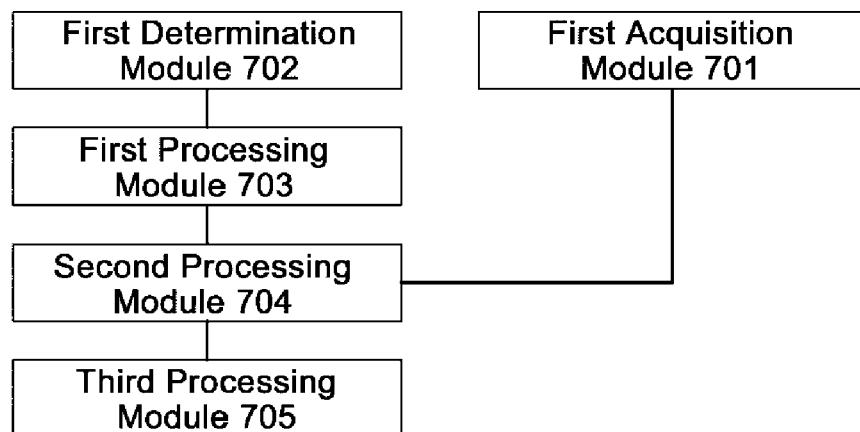 First Determination
Module 702
First Acquisition
Module 701
First Processing
Module 703
Second Processing
Module 704
Third Processing
Module 705